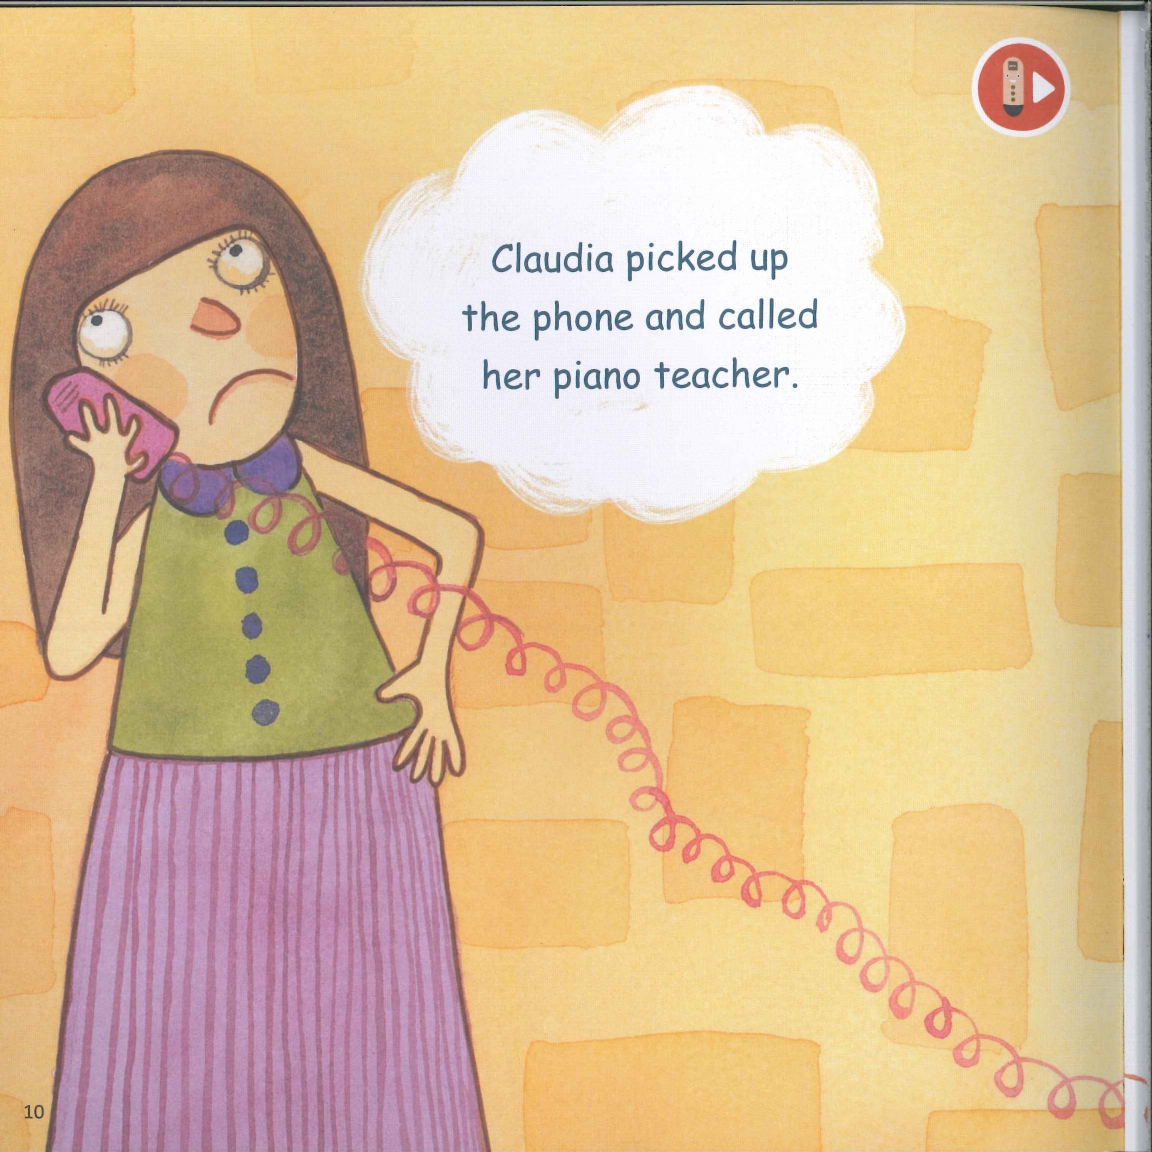 Claudia picked up
the phone and called
her piano teacher.
10